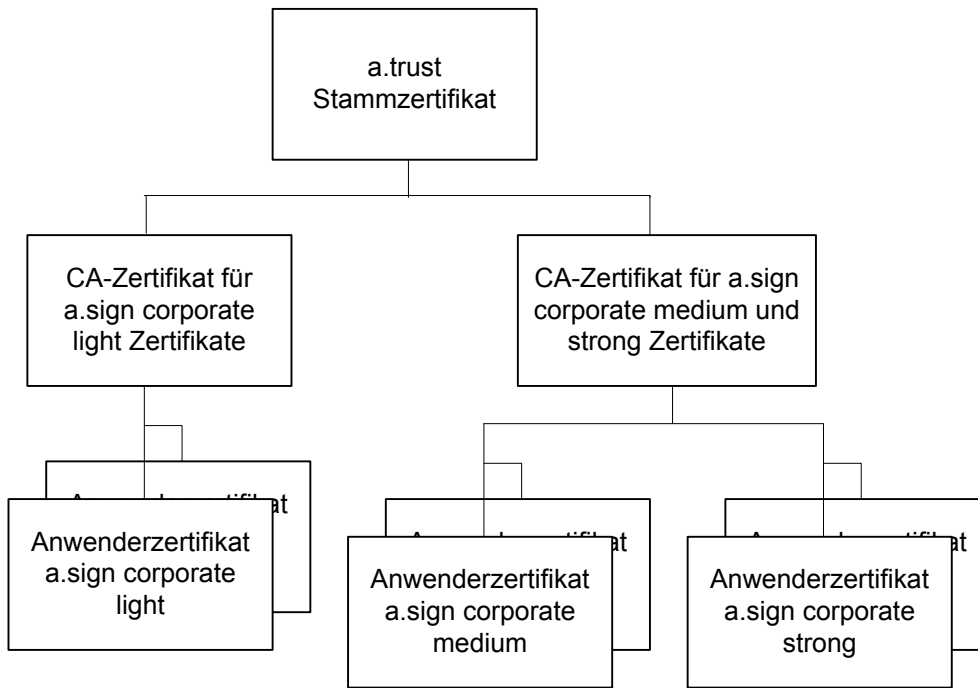 a.trust
Stammzertifikat
CA-Zertifikat für
a.sign corporate
light Zertifikate
CA-Zertifikat für a.sign
corporate medium und
strong Zertifikate
Anwenderzertifikat
a.sign corporate
light
Anwenderzertifikat
a.sign corporate
medium
Anwenderzertifikat
a.sign corporate
strong